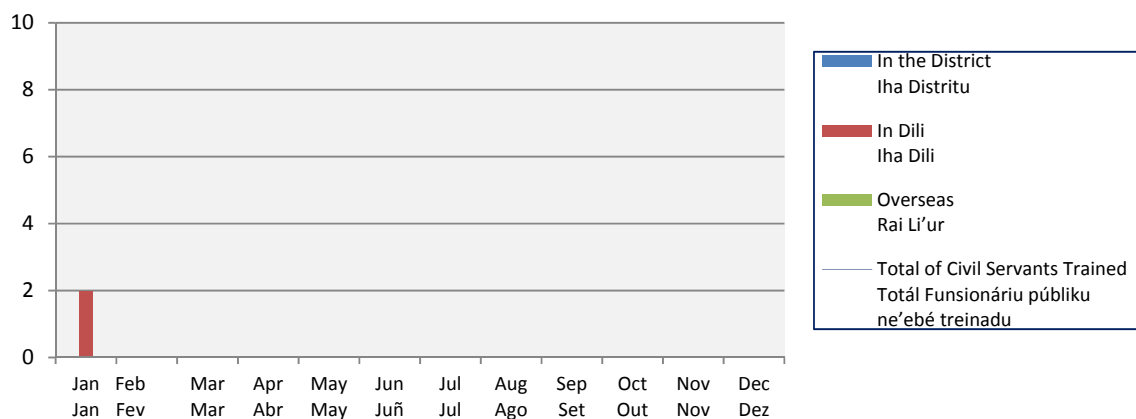 10
8
6
4
2
0
Jan Feb Mar Apr May Jun Jul Aug Sep Oct Nov Dec
Jan Fev Mar Abr May Juñ Jul Ago Set Out Nov Dez
In the District
Iha Distritu
In Dili
Iha Dili
Overseas
Rai Li’ur
Total of Civil Servants Trained
Totál Funsionáriu públiku
ne’ebé treinadu